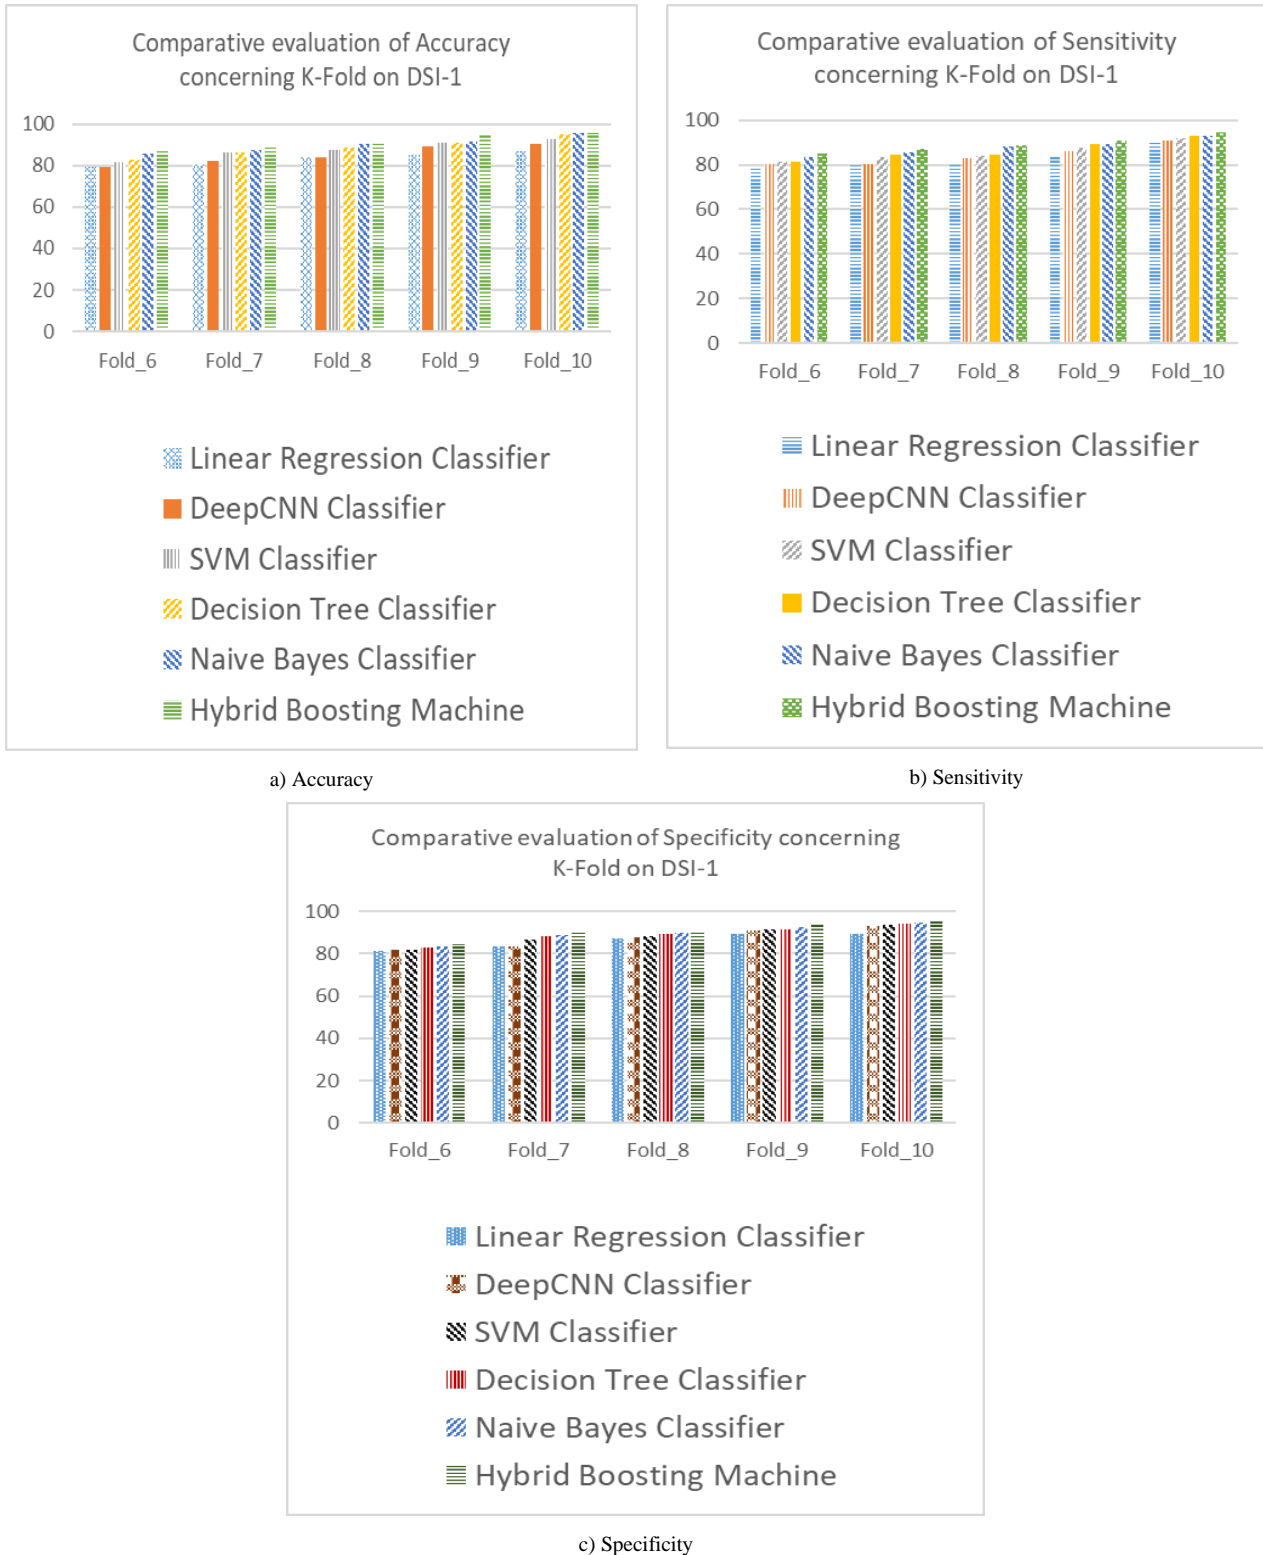 Comparative evaluation of Accuracy
concerning K-Fold on DSI-1
100
80
60
40
20
0
Fold_6 Fold_7 Fold_8 Fold_9 Fold_10
Linear Regression Classifier
DeepCNN Classifier
SVM Classifier
Decision Tree Classifier
Naive Bayes Classifier
Hybrid Boosting Machine
a) Accuracy
Comparative evaluation of Sensitivity
concerning K-Fold on DSI-1
100
80
60
40
20
0
Fold_6 Fold_7 Fold_8 Fold_9 Fold_10
Linear Regression Classifier
DeepCNN Classifier
SVM Classifier
Decision Tree Classifier
Naive Bayes Classifier
Hybrid Boosting Machine
b) Sensitivity
Comparative evaluation of Specificity concerning
K-Fold on DSI-1
100
80
60
40
20
0
Fold_6 Fold_7 Fold_8 Fold_9 Fold_10
Linear Regression Classifier
DeepCNN Classifier
SVM Classifier
Decision Tree Classifier
Naive Bayes Classifier
Hybrid Boosting Machine
c) Specificity